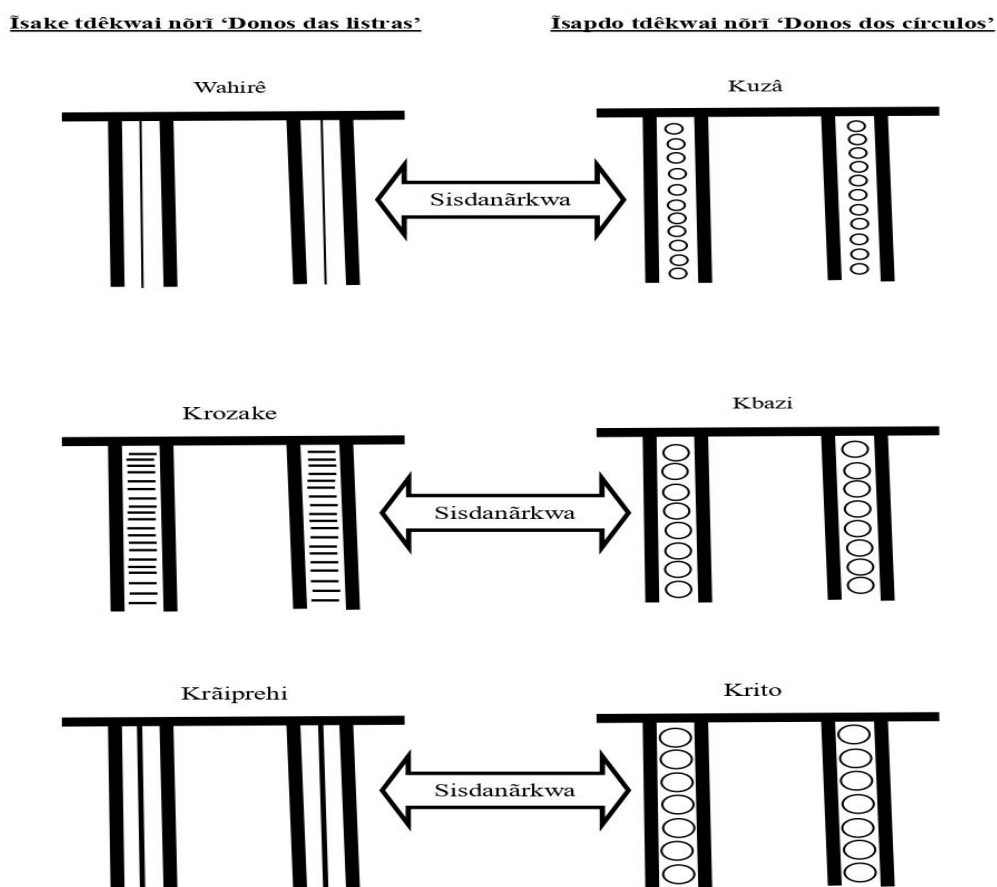 Ĩsake tdêkwai nõrĩ ‘Donos das listras’
Ĩsapdo tdêkwai nõrĩ ‘Donos dos círculos’
Wahirê
Kuzâ
Sisdanãrkwa
Krozake
Kbazi
Sisdanãrkwa
Krãiprehi
Krito
Sisdanãrkwa